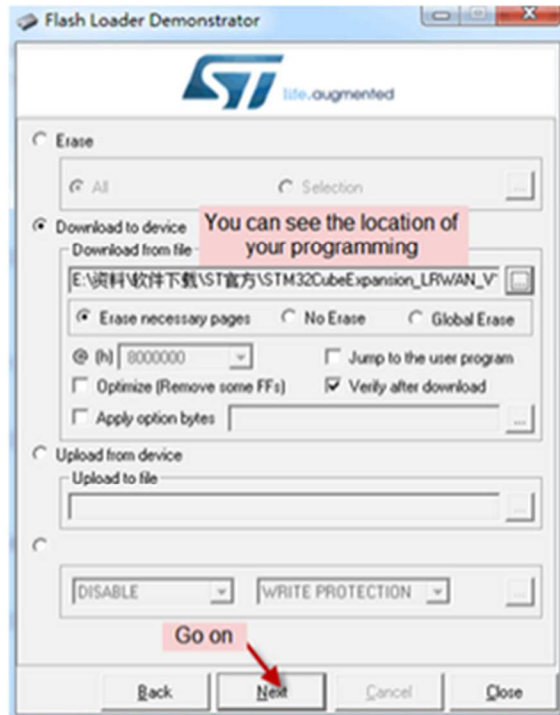 Flash Loader Demonstrator
ST life.augmented
Erase
All Selection ...
Download to device
You can see the location of
your programming
Download from file
E:\资料\软件下载\ST官方\STM32CubeExpansion_LRWAN_V ...
Erase necessary pages No Erase Global Erase
@ (h) 8000000 Jump to the user program
Optimize (Remove some FFs) Verify after download
Apply option bytes ...
Upload from device
Upload to file
...
DISABLE WRITE PROTECTION ...
Go on
Back Next Cancel Close